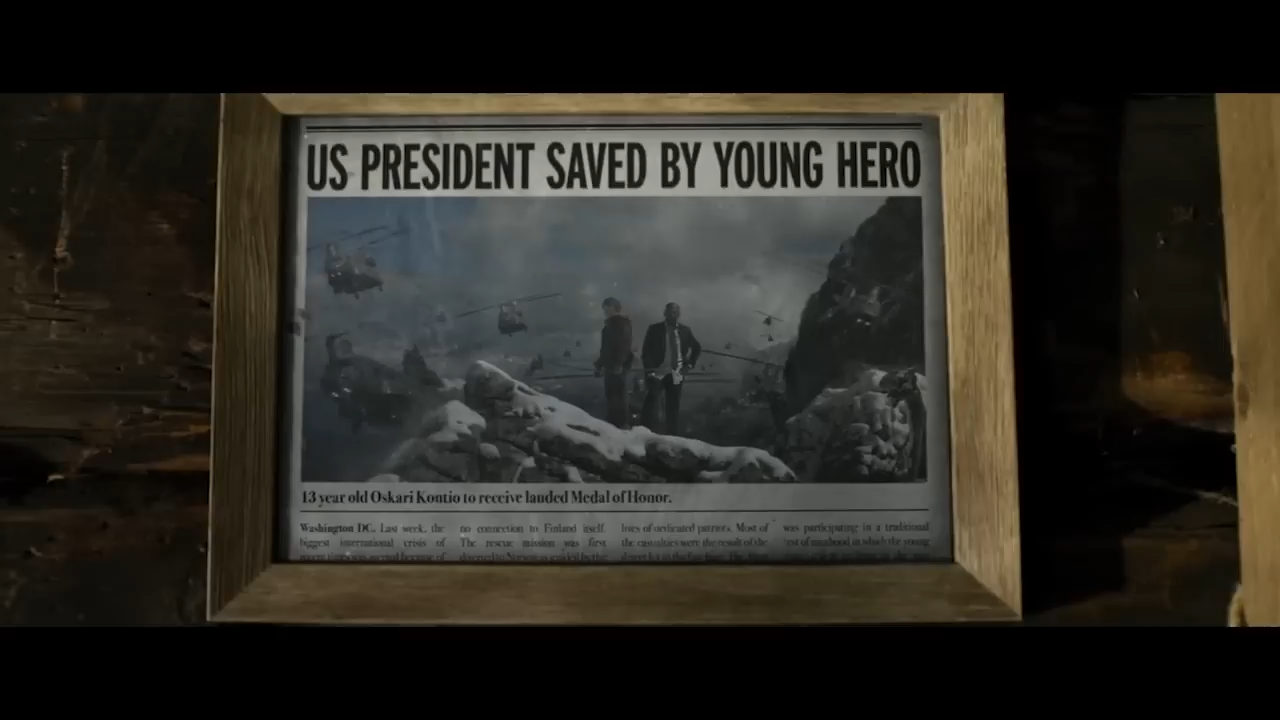 US PRESIDENT SAVED BY YOUNG HERO
13 year old Oskari Kontio to receive lauded Medal of Honor.
Washington DC. Last week, the
biggest international crisis of
no connection to Finland itself.
The rescue mission was first
lives of dedicated patriots. Most of
the casualties were the result of the
was participating in a traditional
test of manhood in which the young